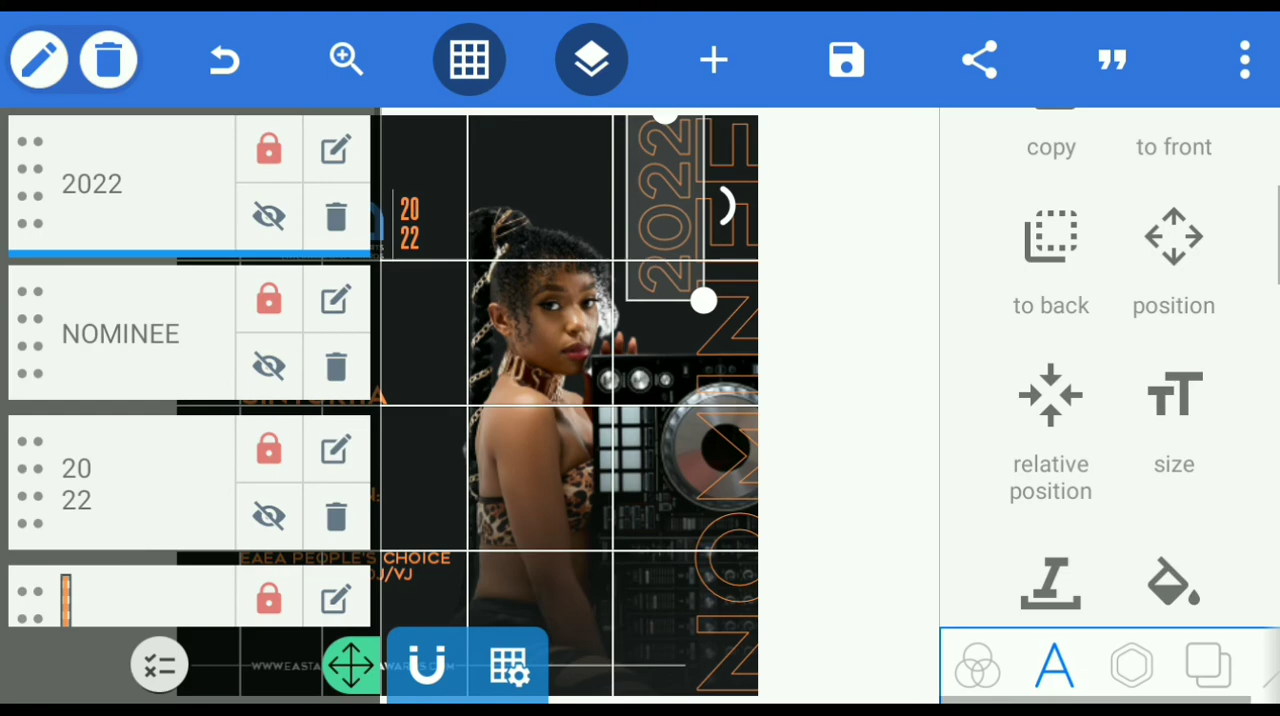 2022
NOMINEE
20
22
20
22
2022
NOMINEE
EAEA PEOPLE'S CHOICE
DJ/VJ
copy
to front
to back
position
relative
position
size